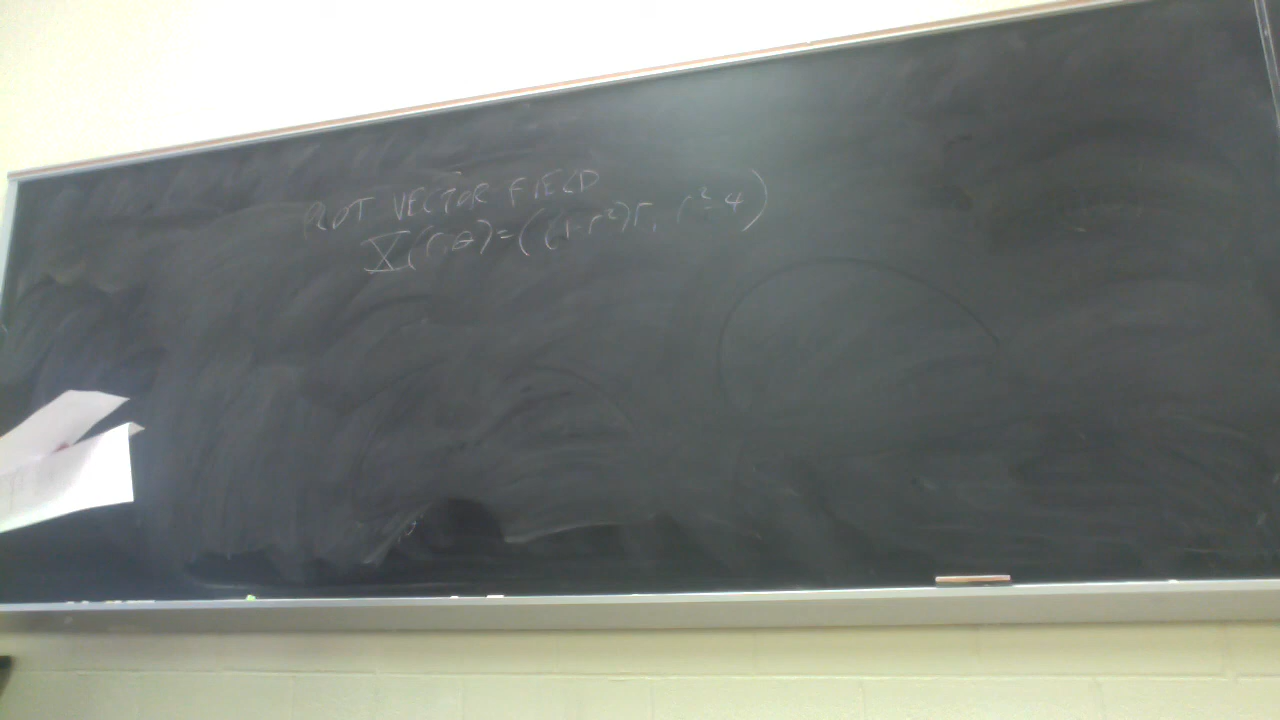 PLOT VECTOR FIELD
X(r,θ)=((1-r²)r, r²-4)